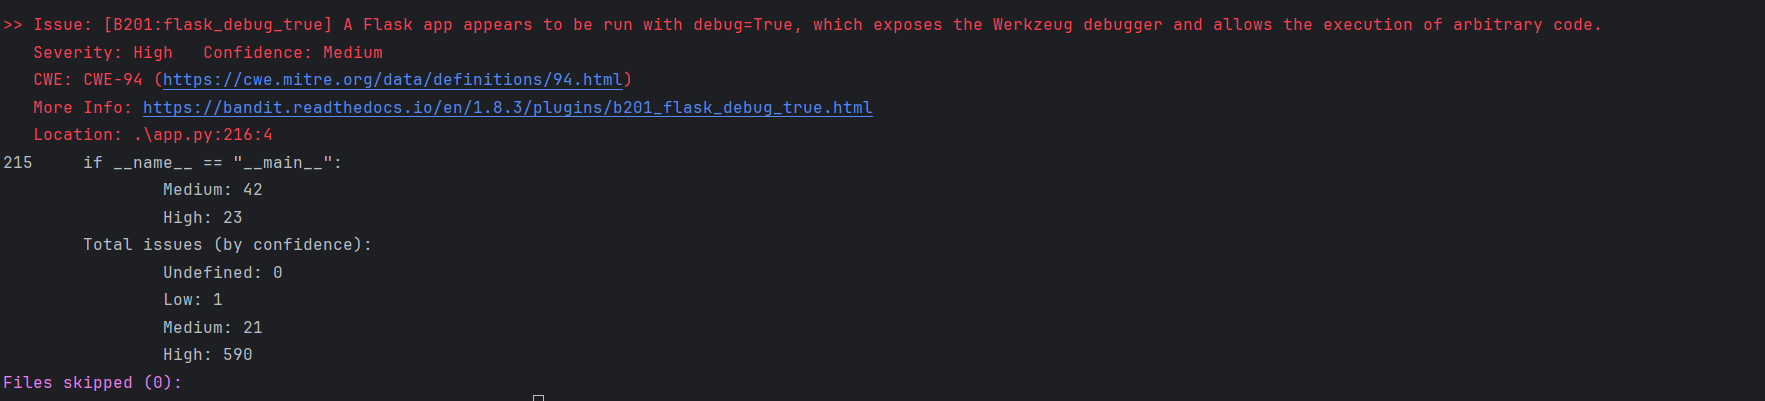 >> Issue: [B201:flask_debug_true] A Flask app appears to be run with debug=True, which exposes the Werkzeug debugger and allows the execution of arbitrary code.
   Severity: High   Confidence: Medium
   CWE: CWE-94 (https://cwe.mitre.org/data/definitions/94.html)
   More Info: https://bandit.readthedocs.io/en/1.8.3/plugins/b201_flask_debug_true.html
   Location: .\app.py:216:4
215     if __name__ == "__main__":
                Medium: 42
                High: 23
        Total issues (by confidence):
                Undefined: 0
                Low: 1
                Medium: 21
                High: 590
Files skipped (0):